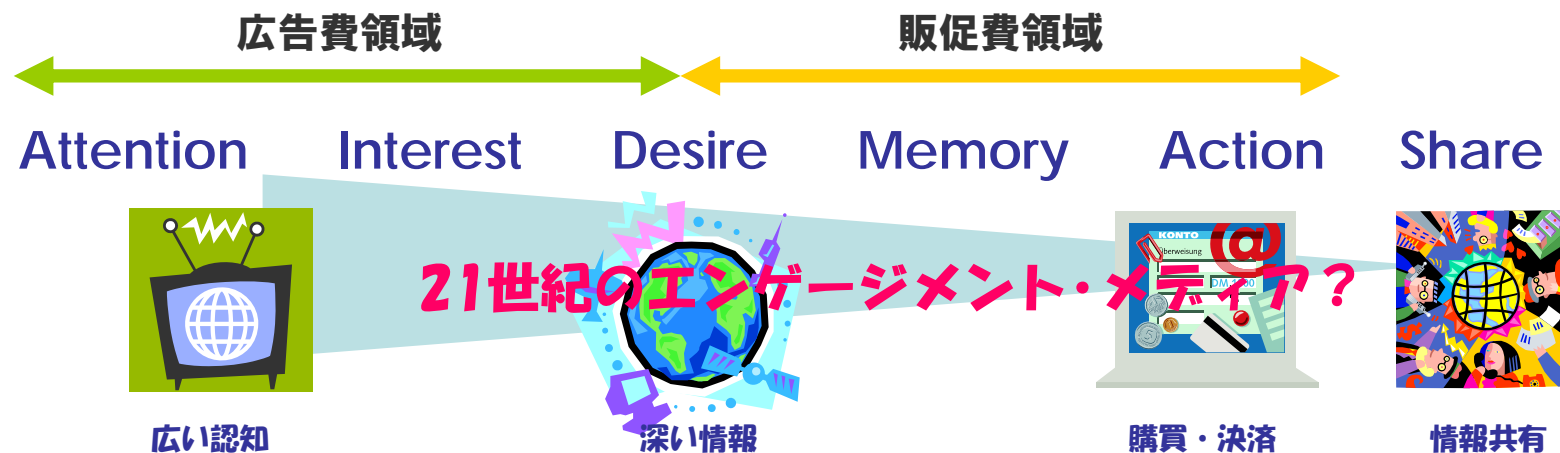 広告費領域 販促費領域
Attention Interest Desire Memory Action Share
KONTO
berweisung
@
21世紀のエンゲージメント・メディア？
広い認知 深い情報 購買・決済 情報共有